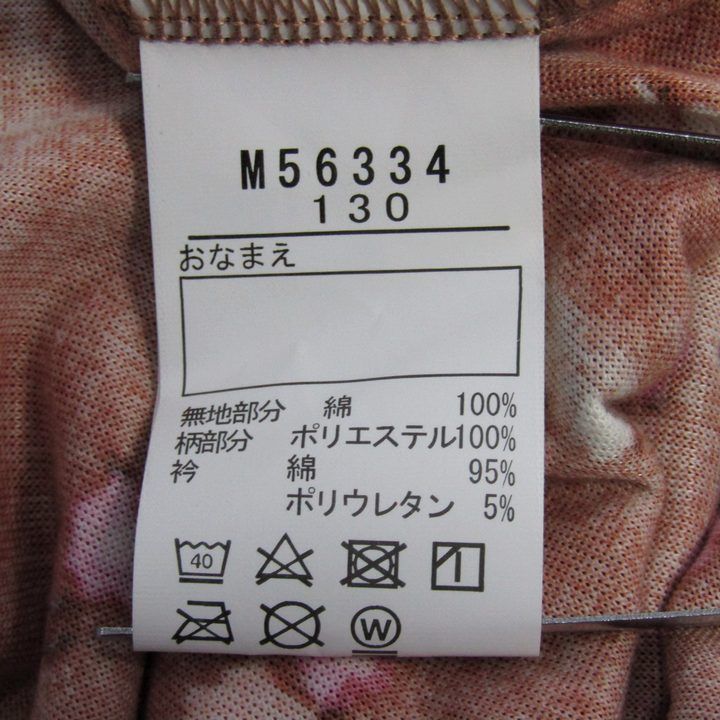 M56334
130
おなまえ
無地部分 綿 100%
柄部分 ポリエステル100%
衿 綿 95%
ポリウレタン 5%
40
W